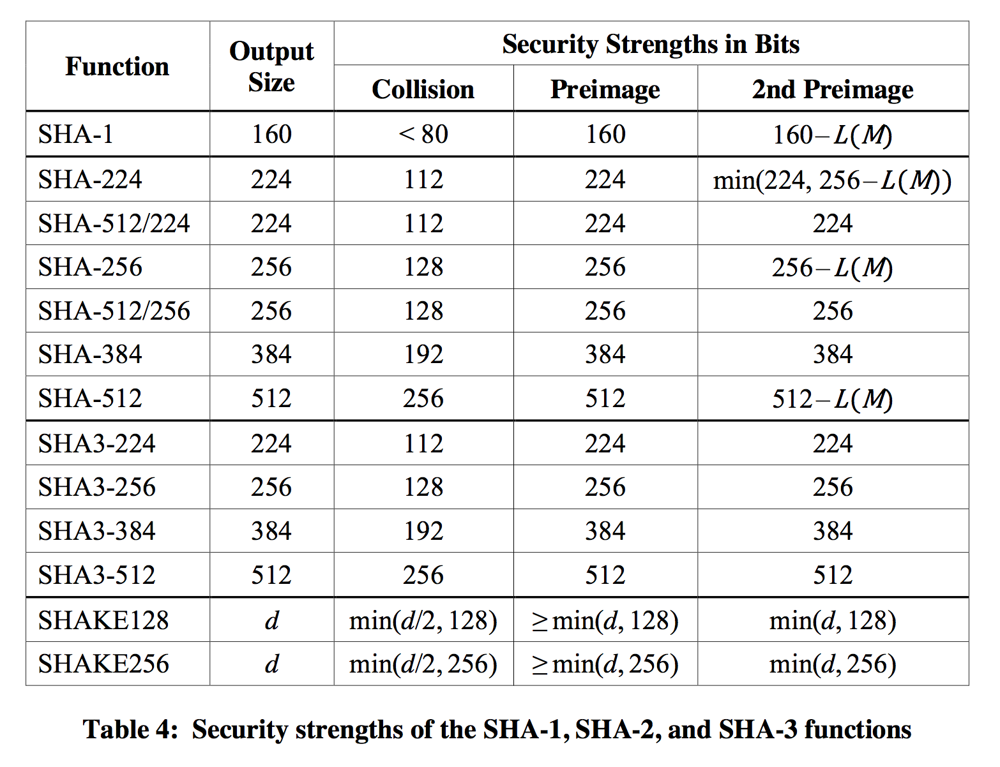 Function Output Size Security Strengths in Bits
Collision Preimage 2nd Preimage
SHA-1 160 < 80 160 160–L(M)
SHA-224 224 112 224 min(224, 256–L(M))
SHA-512/224 224 112 224 224
SHA-256 256 128 256 256–L(M)
SHA-512/256 256 128 256 256
SHA-384 384 192 384 384
SHA-512 512 256 512 512–L(M)
SHA3-224 224 112 224 224
SHA3-256 256 128 256 256
SHA3-384 384 192 384 384
SHA3-512 512 256 512 512
SHAKE128 d min(d/2, 128) ≥ min(d, 128) min(d, 128)
SHAKE256 d min(d/2, 256) ≥ min(d, 256) min(d, 256)
Table 4: Security strengths of the SHA-1, SHA-2, and SHA-3 functions